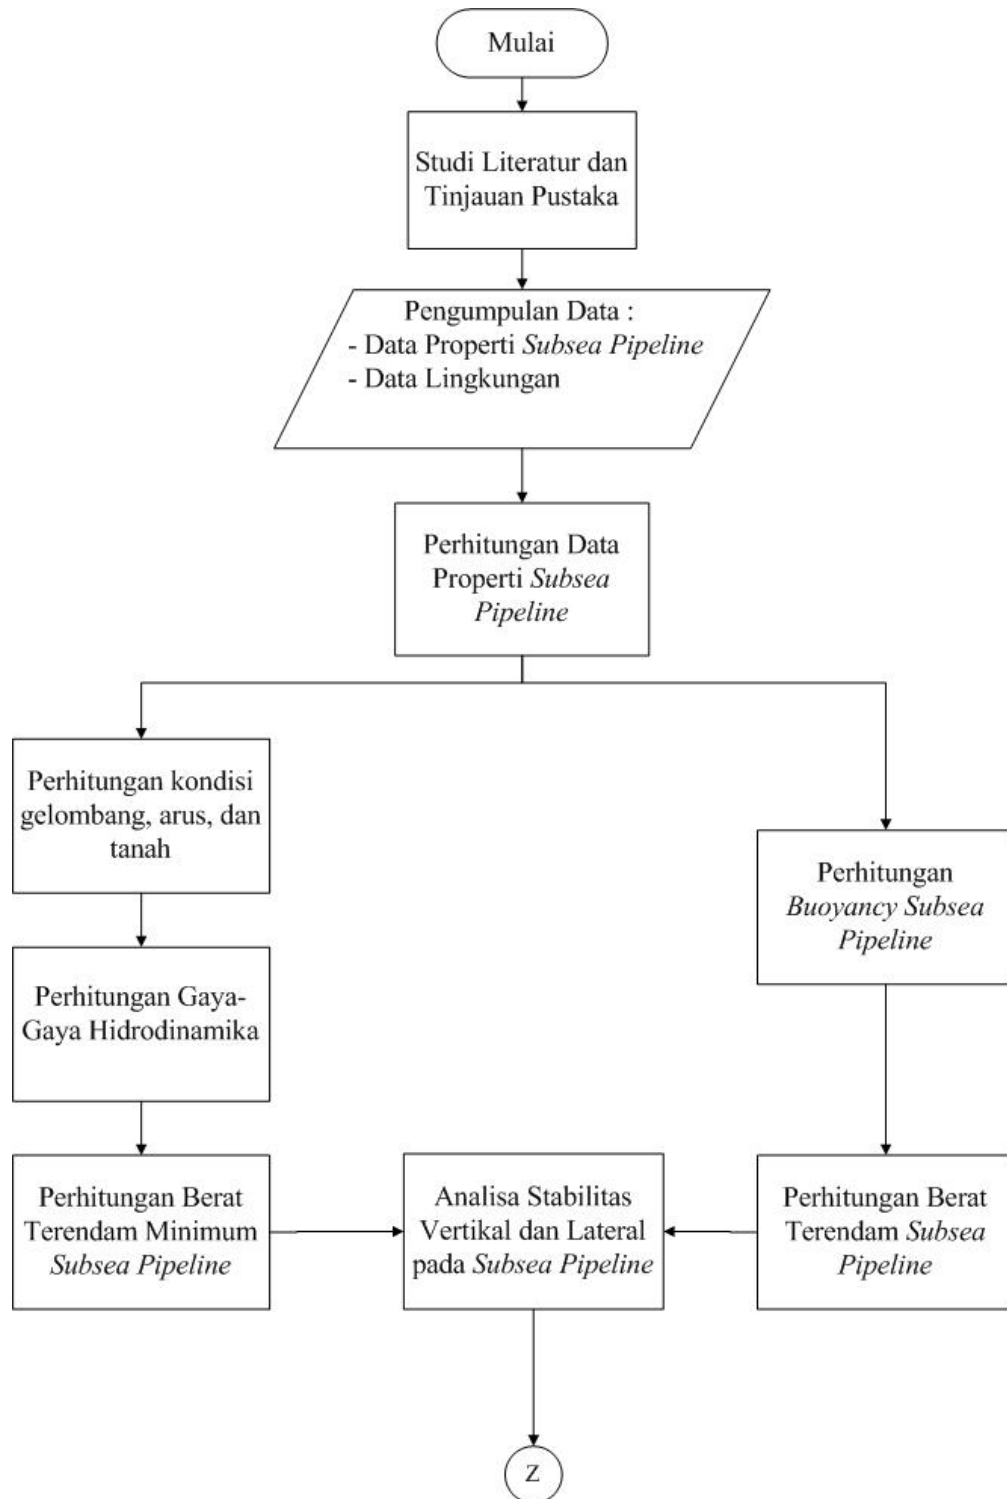 Mulai
Studi Literatur dan
Tinjauan Pustaka
Pengumpulan Data :
- Data Properti Subsea Pipeline
- Data Lingkungan
Perhitungan Data
Properti Subsea
Pipeline
Perhitungan kondisi
gelombang, arus, dan
tanah
Perhitungan
Buoyancy Subsea
Pipeline
Perhitungan Gaya-
Gaya Hidrodinamika
Perhitungan Berat
Terendam Minimum
Subsea Pipeline
Analisa Stabilitas
Vertikal dan Lateral
pada Subsea Pipeline
Perhitungan Berat
Terendam Subsea
Pipeline
Z